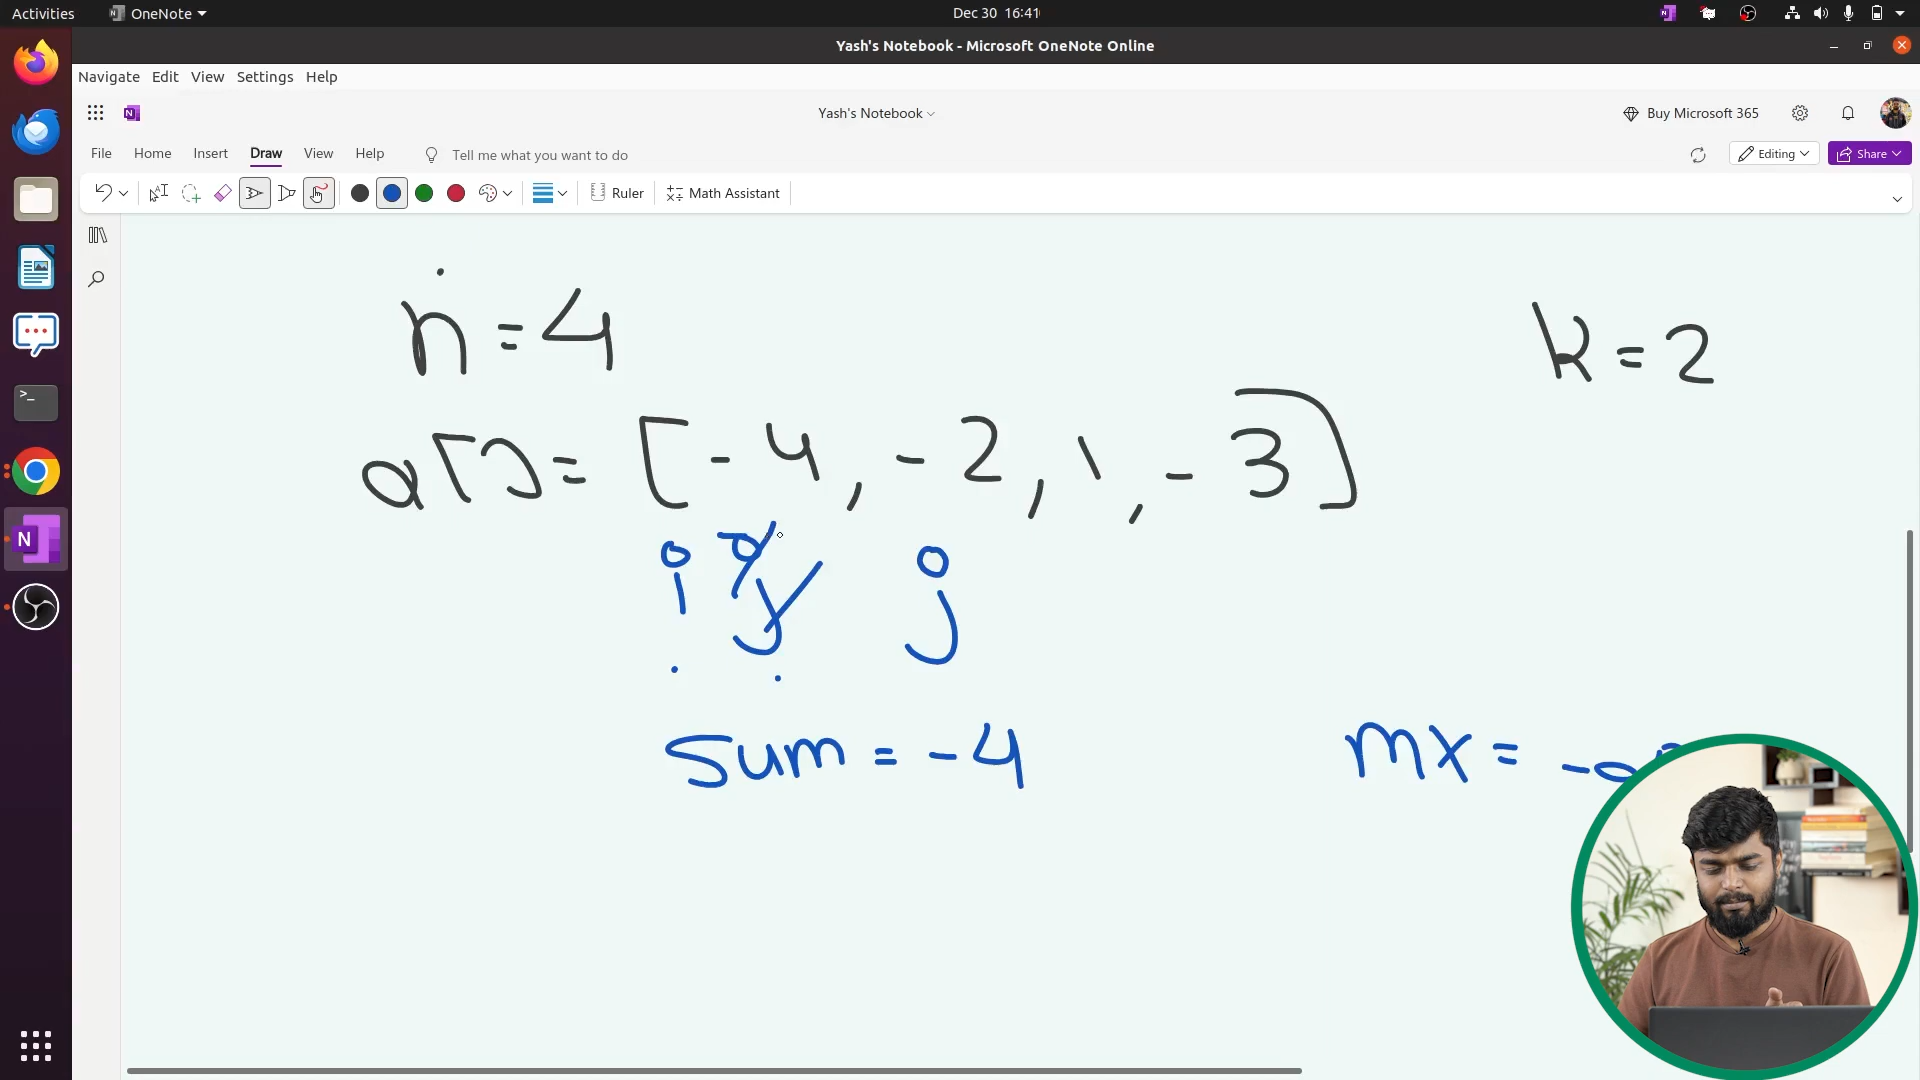 Activities OneNote Dec 30 16:41
Yash's Notebook - Microsoft OneNote Online
Navigate Edit View Settings Help
N Yash's Notebook Buy Microsoft 365
File Home Insert Draw View Help Tell me what you want to do Editing Share
Ruler Math Assistant
n = 4
k = 2
a[] = [-4, -2, 1, -3]
i j j
sum = -4 mx =